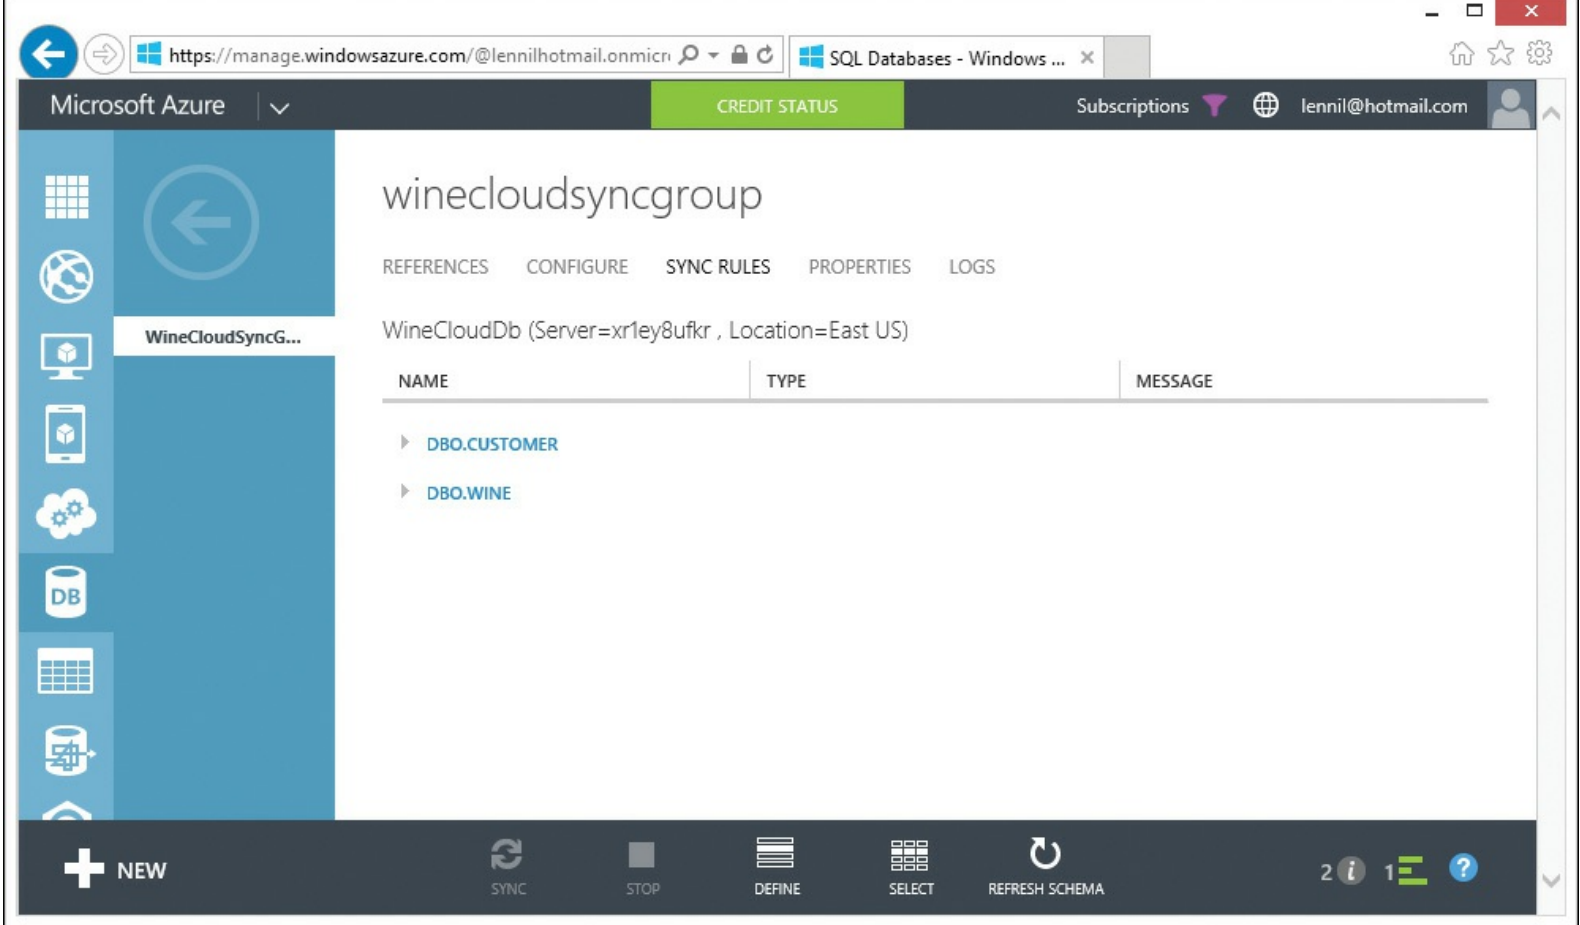 https://manage.windowsazure.com/@lennilhotmail.onmicr
SQL Databases - Windows ...
Microsoft Azure
CREDIT STATUS
Subscriptions
lennil@hotmail.com
winecloudsyncgroup
REFERENCES CONFIGURE SYNC RULES PROPERTIES LOGS
WineCloudSyncG...
WineCloudDb (Server=xr1ey8ufkr , Location=East US)
NAME TYPE MESSAGE
DBO.CUSTOMER
DBO.WINE
DB
NEW
SYNC
STOP
DEFINE
SELECT
REFRESH SCHEMA
2 i 1 ?